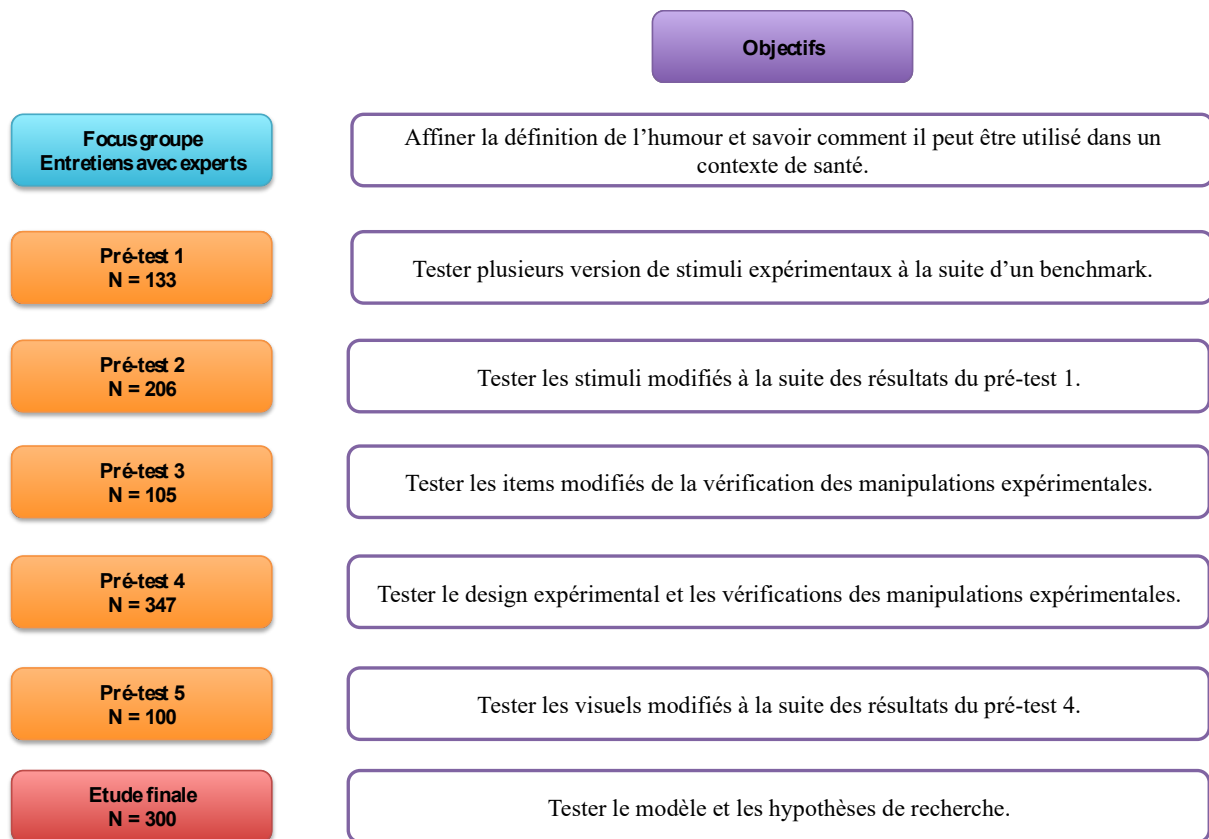 Objectifs
Focus groupe
Entretiens avec experts
Affiner la définition de l’humour et savoir comment il peut être utilisé dans un
contexte de santé.
Pré-test 1
N = 133
Tester plusieurs version de stimuli expérimentaux à la suite d’un benchmark.
Pré-test 2
N = 206
Tester les stimuli modifiés à la suite des résultats du pré-test 1.
Pré-test 3
N = 105
Tester les items modifiés de la vérification des manipulations expérimentales.
Pré-test 4
N = 347
Tester le design expérimental et les vérifications des manipulations expérimentales.
Pré-test 5
N = 100
Tester les visuels modifiés à la suite des résultats du pré-test 4.
Etude finale
N = 300
Tester le modèle et les hypothèses de recherche.